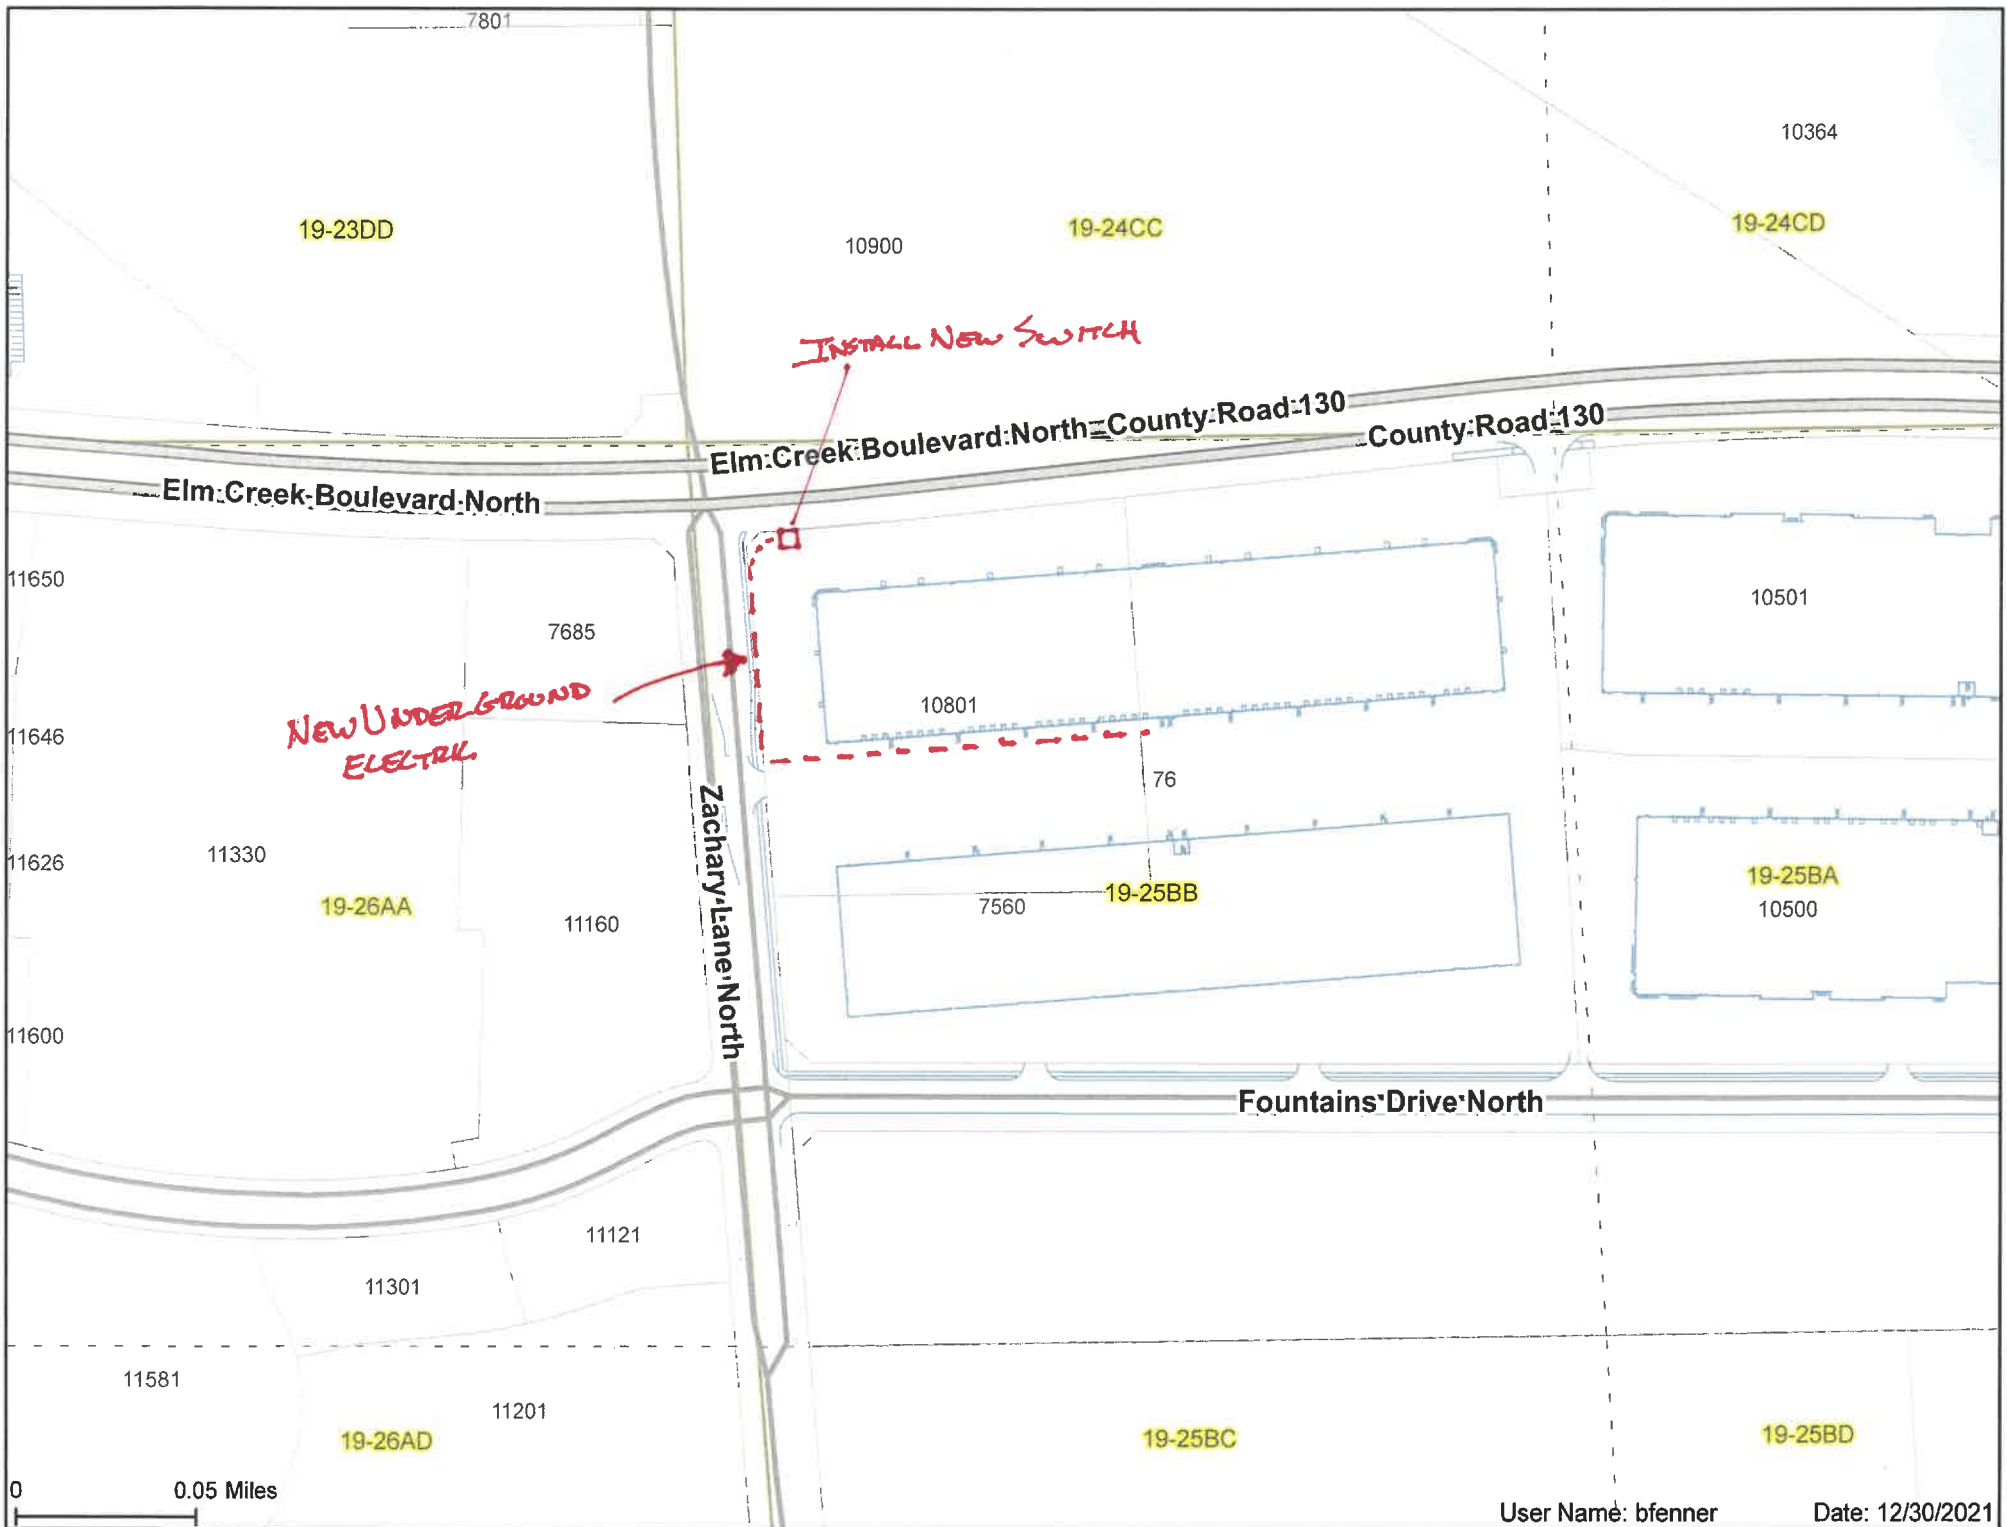 7801
10364
19-23DD
10900
19-24CC
19-24CD
INSTALL NEW SWITCH
Elm Creek Boulevard North - County Road 130
County Road 130
Elm Creek Boulevard North
11650
7685
10501
10801
NEW UNDERGROUND
ELECTRIC
11646
76
Zachary Lane North
11330
11626
19-26AA
11160
7560
19-25BB
19-25BA
10500
11600
Fountains Drive North
11121
11301
11581
11201
19-26AD
19-25BC
19-25BD
0
0.05 Miles
User Name: bfenner
Date: 12/30/2021